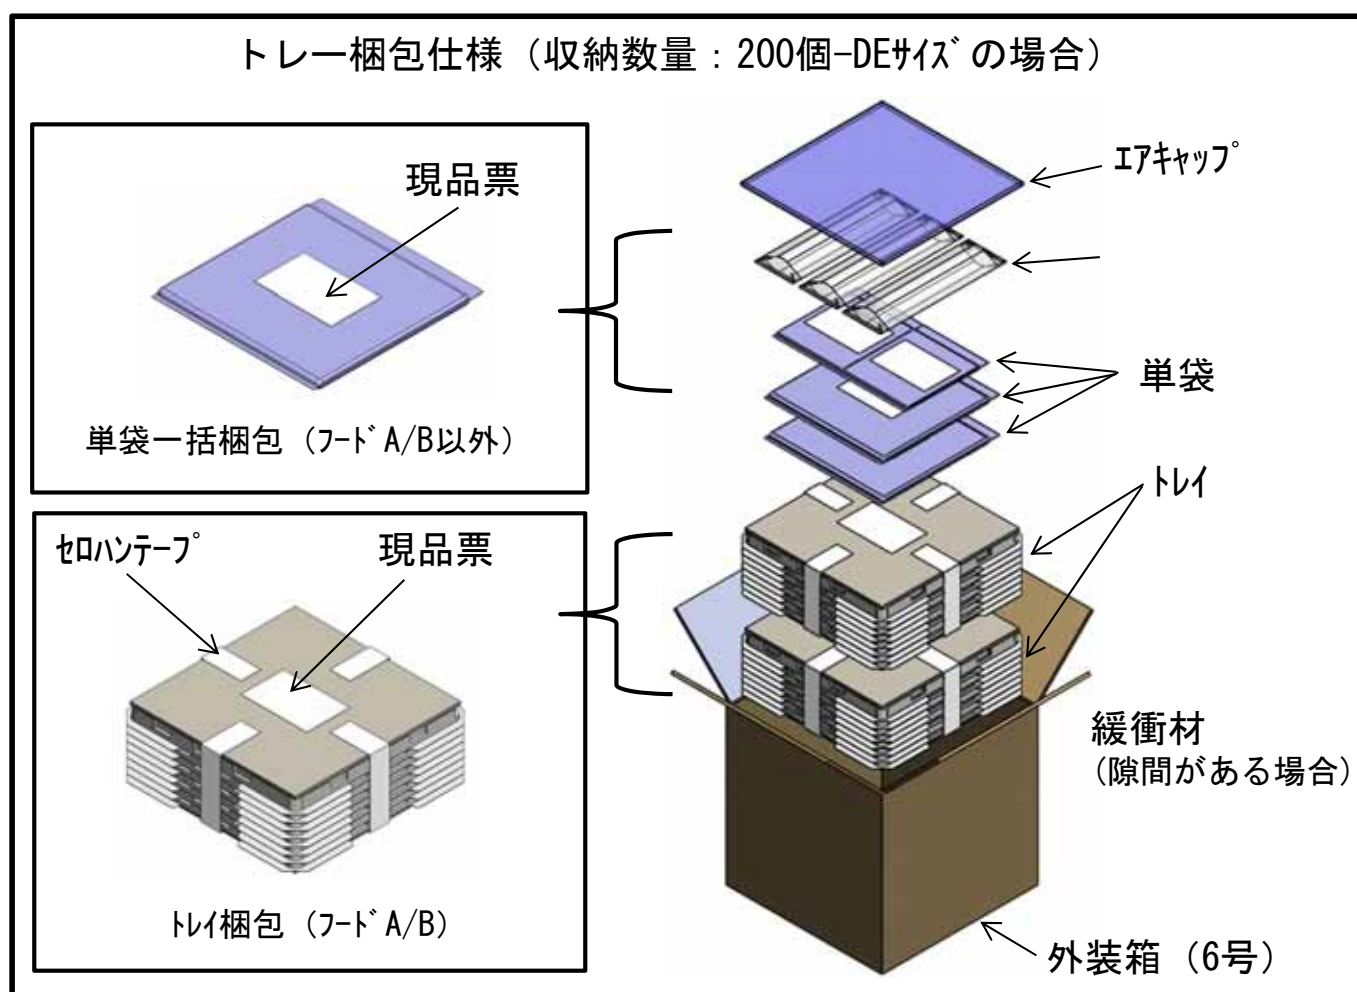 トレー梱包仕様（収納数量：200個-DEｻｲｽﾞの場合）
現品票
単袋一括梱包（ﾌｰﾄﾞA/B以外）
ｾﾛﾊﾝﾃｰﾌﾟ
現品票
ﾄﾚｲ梱包（ﾌｰﾄﾞA/B）
ｴｱｷｬｯﾌﾟ
単袋
ﾄﾚｲ
緩衝材
（隙間がある場合）
外装箱（6号）